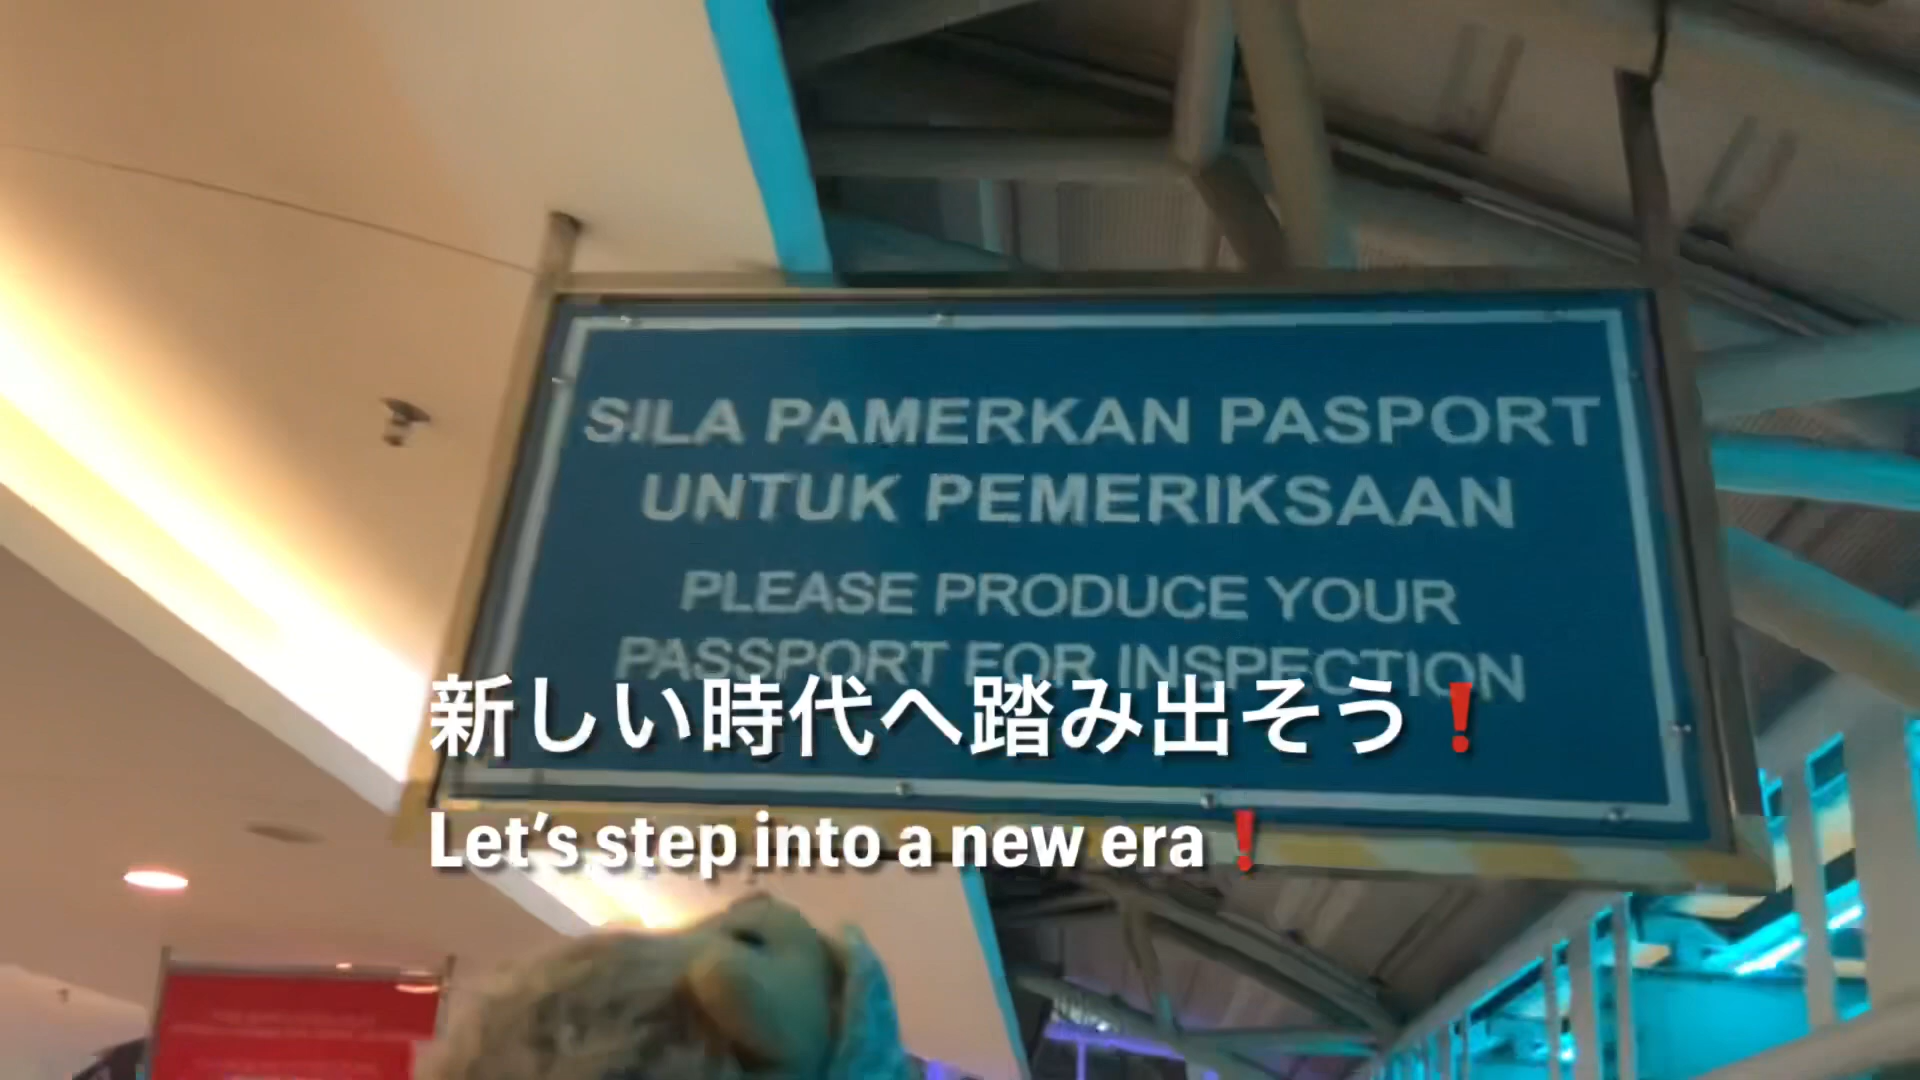 SILA PAMERKAN PASPORT
UNTUK PEMERIKSAAN
PLEASE PRODUCE YOUR
PASSPORT FOR INSPECTION
新しい時代へ踏み出そう❗
Let’s step into a new era❗